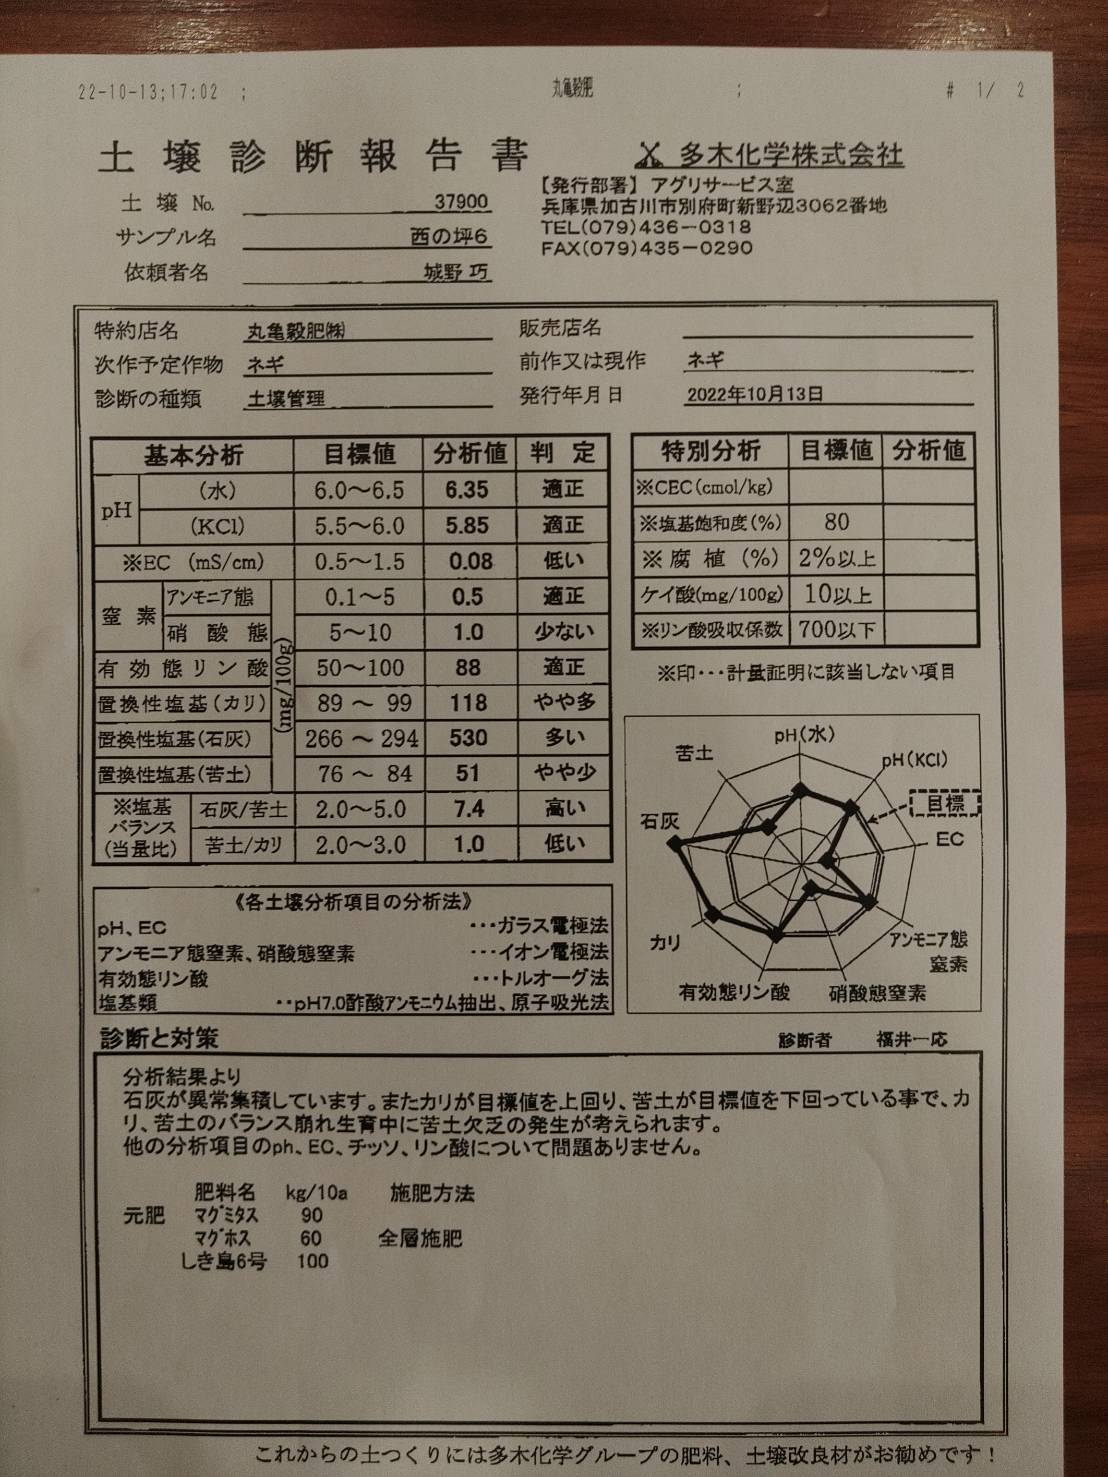 22-10-13;17:02 ; 丸亀穀肥 ; # 1/ 2
土壌診断報告書
多木化学株式会社
【発行部署】アグリサービス室
兵庫県加古川市別府町新野辺3062番地
TEL(079)436-0318
FAX(079)435-0290
土壌 No. 37900
サンプル名 西の坪6
依頼者名 城野 巧
特約店名 丸亀穀肥㈱ 販売店名
次作予定作物 ネギ 前作又は現作 ネギ
診断の種類 土壌管理 発行年月日 2022年10月13日
基本分析 目標値 分析値 判定
pH (水) 6.0～6.5 6.35 適正
(KCl) 5.5～6.0 5.85 適正
※EC (mS/cm) 0.5～1.5 0.08 低い
窒素 アンモニア態 (mg/100g) 0.1～5 0.5 適正
硝酸態 5～10 1.0 少ない
有効態リン酸 50～100 88 適正
置換性塩基(カリ) 89 ～ 99 118 やや多
置換性塩基(石灰) 266 ～ 294 530 多い
置換性塩基(苦土) 76 ～ 84 51 やや少
※塩基バランス(当量比) 石灰/苦土 2.0～5.0 7.4 高い
苦土/カリ 2.0～3.0 1.0 低い
特別分析 目標値 分析値
※CEC(cmol/kg)
※塩基飽和度(%) 80
※腐植(%) 2%以上
ケイ酸(mg/100g) 10以上
※リン酸吸収係数 700以下
※印･･･計量証明に該当しない項目
pH(水)
pH(KCl)
目標
EC
アンモニア態
窒素
硝酸態窒素
有効態リン酸
カリ
石灰
苦土
《各土壌分析項目の分析法》
pH、EC ･･･ガラス電極法
アンモニア態窒素、硝酸態窒素 ･･･イオン電極法
有効態リン酸 ･･･トルオーグ法
塩基類 ･･pH7.0酢酸アンモニウム抽出、原子吸光法
診断と対策 診断者 福井一応
分析結果より
石灰が異常集積しています。またカリが目標値を上回り、苦土が目標値を下回っている事で、カ
リ、苦土のバランス崩れ生育中に苦土欠乏の発生が考えられます。
他の分析項目のph、EC、チッソ、リン酸について問題ありません。
肥料名 kg/10a 施肥方法
元肥 マグミタス 90
マグホス 60 全層施肥
しき島6号 100
これからの土つくりには多木化学グループの肥料、土壌改良材がお勧めです！